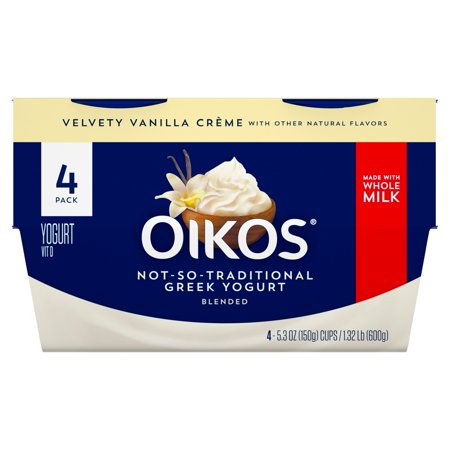 VELVETY VANILLA CRÈME WITH OTHER NATURAL FLAVORS
4
PACK
MADE WITH
WHOLE
MILK
YOGURT
VIT D
OIKOS®
NOT-SO-TRADITIONAL
GREEK YOGURT
BLENDED
4 - 5.3 OZ (150g) CUPS / 1.32 Lb (600g)